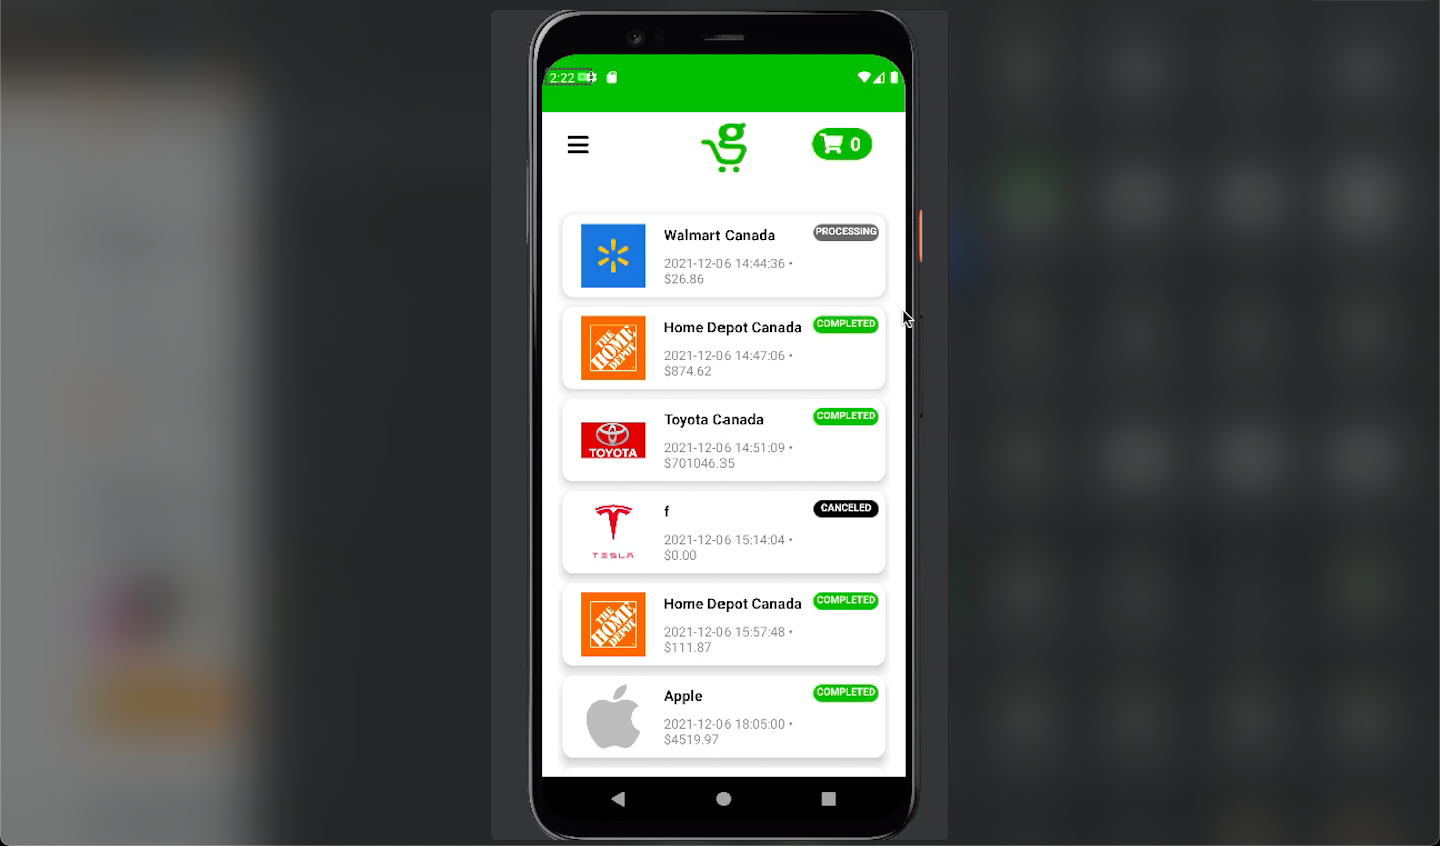 2:22
g
0
Walmart Canada
PROCESSING
2021-12-06 14:44:36 •
$26.86
THE HOME DEPOT
Home Depot Canada
COMPLETED
2021-12-06 14:47:06 •
$874.62
TOYOTA
Toyota Canada
COMPLETED
2021-12-06 14:51:09 •
$701046.35
TESLA
f
CANCELED
2021-12-06 15:14:04 •
$0.00
THE HOME DEPOT
Home Depot Canada
COMPLETED
2021-12-06 15:57:48 •
$111.87
Apple
COMPLETED
2021-12-06 18:05:00 •
$4519.97